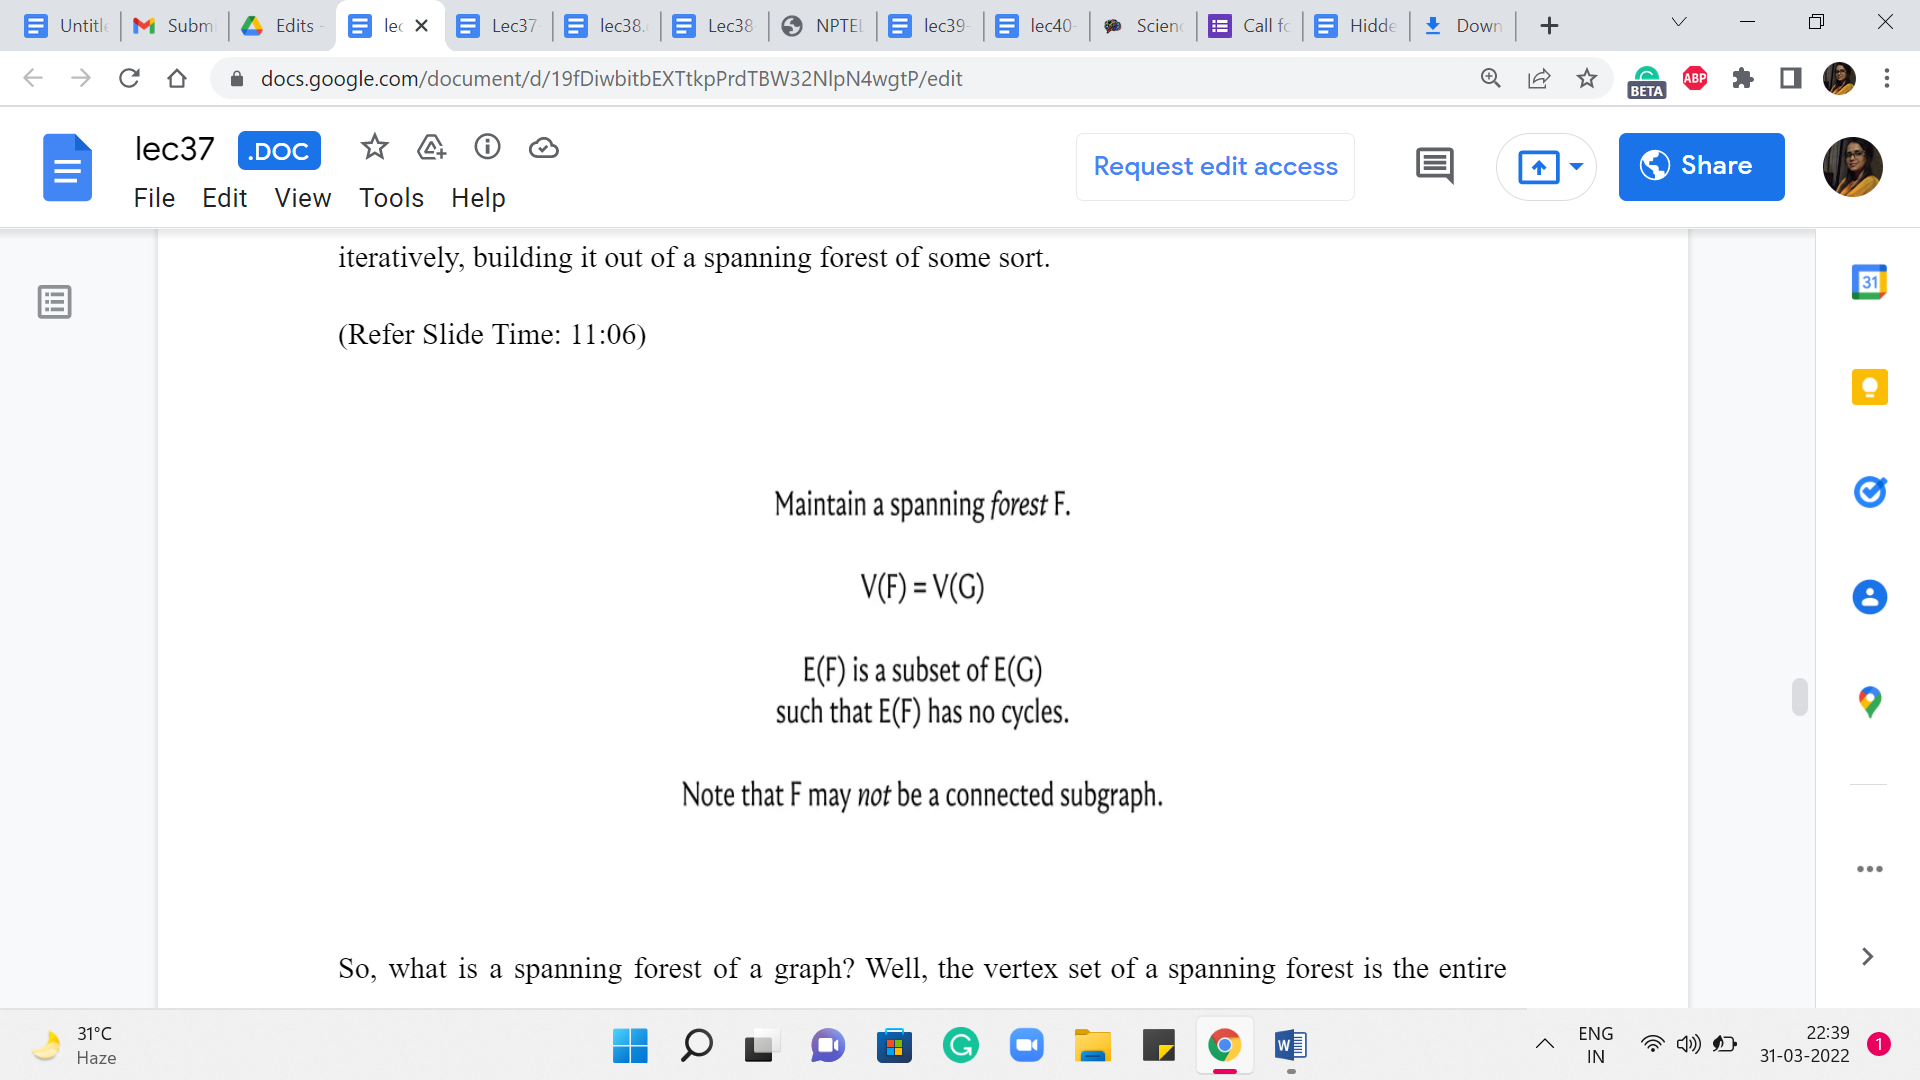 Untitl Subm Edits - lec Lec37 lec38. Lec38 NPTEL lec39- lec40- Scien Call fo Hidde Down
docs.google.com/document/d/19fDiwbitbEXTtkpPrdTBW32NlpN4wgtP/edit
BETA
ABP
lec37 .DOC
Request edit access
Share
File Edit View Tools Help
iteratively, building it out of a spanning forest of some sort.
31
(Refer Slide Time: 11:06)
Maintain a spanning forest F.
V(F) = V(G)
E(F) is a subset of E(G)
such that E(F) has no cycles.
Note that F may not be a connected subgraph.
So, what is a spanning forest of a graph? Well, the vertex set of a spanning forest is the entire
31°C
Haze
ENG
IN
22:39
31-03-2022
1